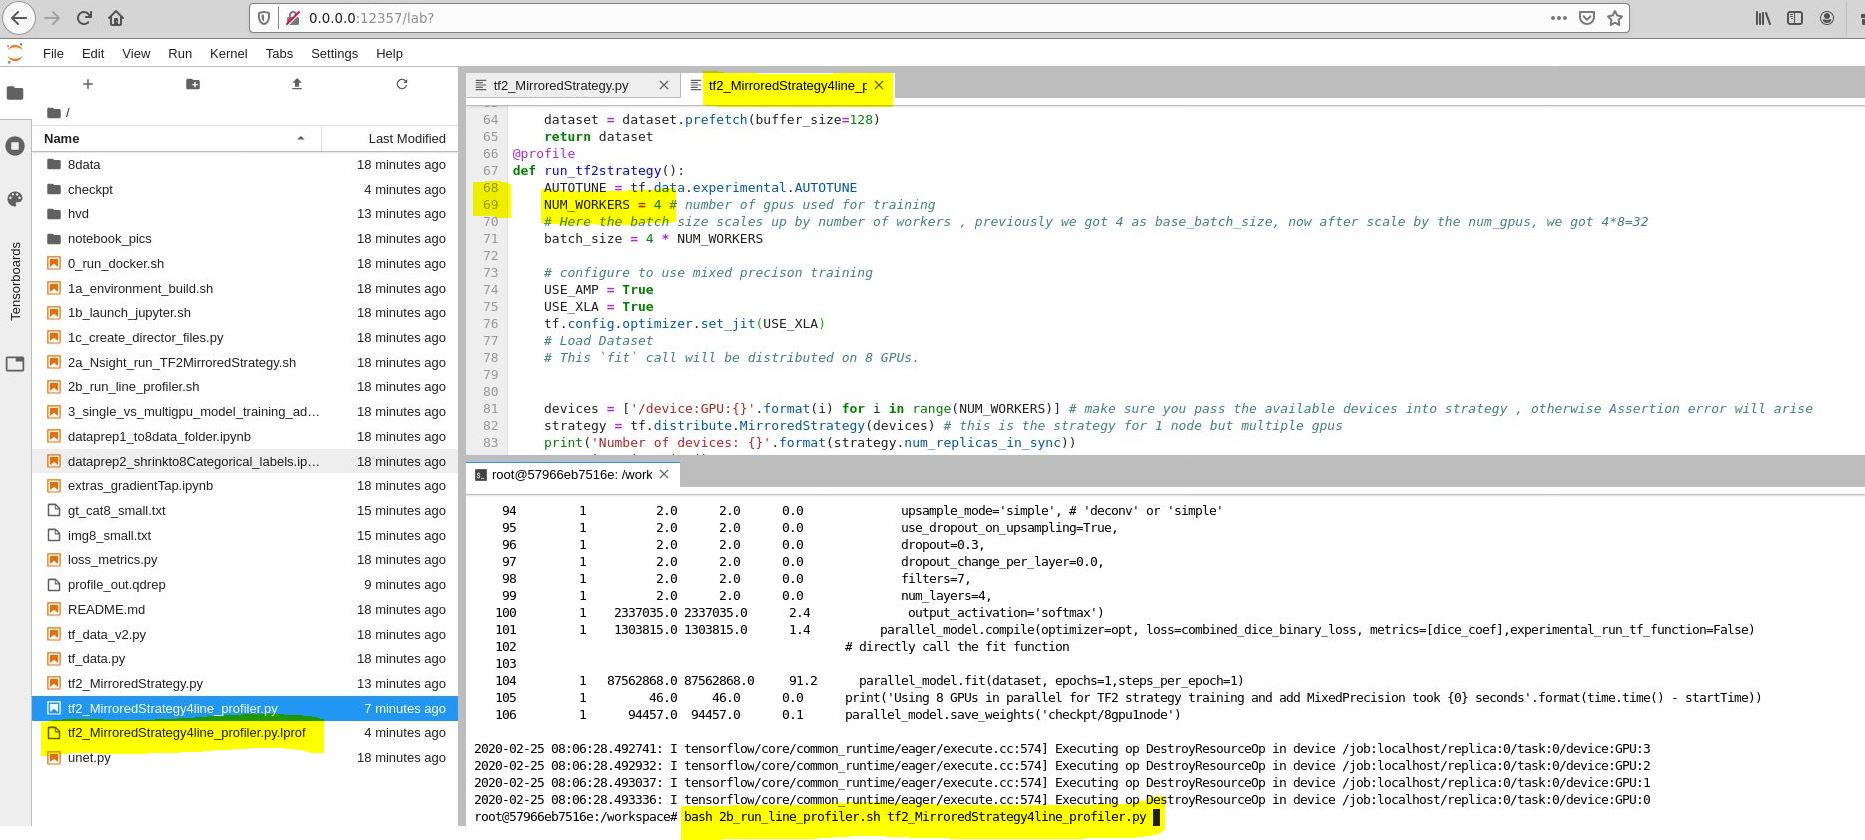 0.0.0.0:12357/lab?
File Edit View Run Kernel Tabs Settings Help
Tensorboards
/
Name Last Modified
8data 18 minutes ago
checkpt 4 minutes ago
hvd 13 minutes ago
notebook_pics 18 minutes ago
0_run_docker.sh 18 minutes ago
1a_environment_build.sh 18 minutes ago
1b_launch_jupyter.sh 18 minutes ago
1c_create_director_files.py 18 minutes ago
2a_Nsight_run_TF2MirroredStrategy.sh 18 minutes ago
2b_run_line_profiler.sh 18 minutes ago
3_single_vs_multigpu_model_training_ad... 18 minutes ago
dataprep1_to8data_folder.ipynb 18 minutes ago
dataprep2_shrinkto8Categorical_labels.ip... 18 minutes ago
extras_gradientTap.ipynb 18 minutes ago
gt_cat8_small.txt 15 minutes ago
img8_small.txt 15 minutes ago
loss_metrics.py 18 minutes ago
profile_out.qdrep 9 minutes ago
README.md 18 minutes ago
tf_data_v2.py 18 minutes ago
tf_data.py 18 minutes ago
tf2_MirroredStrategy.py 13 minutes ago
tf2_MirroredStrategy4line_profiler.py 7 minutes ago
tf2_MirroredStrategy4line_profiler.py.lprof 4 minutes ago
unet.py 18 minutes ago
tf2_MirroredStrategy.py tf2_MirroredStrategy4line_p
64 dataset = dataset.prefetch(buffer_size=128)
65 return dataset
66 @profile
67 def run_tf2strategy():
68 AUTOTUNE = tf.data.experimental.AUTOTUNE
69 NUM_WORKERS = 4 # number of gpus used for training
70 # Here the batch size scales up by number of workers , previously we got 4 as base_batch_size, now after scale by the num_gpus, we got 4*8=32
71 batch_size = 4 * NUM_WORKERS
72
73 # configure to use mixed precison training
74 USE_AMP = True
75 USE_XLA = True
76 tf.config.optimizer.set_jit(USE_XLA)
77 # Load Dataset
78 # This `fit` call will be distributed on 8 GPUs.
79
80
81 devices = ['/device:GPU:{}'.format(i) for i in range(NUM_WORKERS)] # make sure you pass the available devices into strategy , otherwise Assertion error will arise
82 strategy = tf.distribute.MirroredStrategy(devices) # this is the strategy for 1 node but multiple gpus
83 print('Number of devices: {}'.format(strategy.num_replicas_in_sync))
root@57966eb7516e: /work
94 1 2.0 2.0 0.0 upsample_mode='simple', # 'deconv' or 'simple'
95 1 2.0 2.0 0.0 use_dropout_on_upsampling=True,
96 1 2.0 2.0 0.0 dropout=0.3,
97 1 2.0 2.0 0.0 dropout_change_per_layer=0.0,
98 1 2.0 2.0 0.0 filters=7,
99 1 2.0 2.0 0.0 num_layers=4,
100 1 2337035.0 2337035.0 2.4 output_activation='softmax')
101 1 1303815.0 1303815.0 1.4 parallel_model.compile(optimizer=opt, loss=combined_dice_binary_loss, metrics=[dice_coef],experimental_run_tf_function=False)
102 # directly call the fit function
103
104 1 87562868.0 87562868.0 91.2 parallel_model.fit(dataset, epochs=1,steps_per_epoch=1)
105 1 46.0 46.0 0.0 print('Using 8 GPUs in parallel for TF2 strategy training and add MixedPrecision took {0} seconds'.format(time.time() - startTime))
106 1 94457.0 94457.0 0.1 parallel_model.save_weights('checkpt/8gpu1node')
2020-02-25 08:06:28.492741: I tensorflow/core/common_runtime/eager/execute.cc:574] Executing op DestroyResourceOp in device /job:localhost/replica:0/task:0/device:GPU:3
2020-02-25 08:06:28.492932: I tensorflow/core/common_runtime/eager/execute.cc:574] Executing op DestroyResourceOp in device /job:localhost/replica:0/task:0/device:GPU:2
2020-02-25 08:06:28.493037: I tensorflow/core/common_runtime/eager/execute.cc:574] Executing op DestroyResourceOp in device /job:localhost/replica:0/task:0/device:GPU:1
2020-02-25 08:06:28.493336: I tensorflow/core/common_runtime/eager/execute.cc:574] Executing op DestroyResourceOp in device /job:localhost/replica:0/task:0/device:GPU:0
root@57966eb7516e:/workspace# bash 2b_run_line_profiler.sh tf2_MirroredStrategy4line_profiler.py